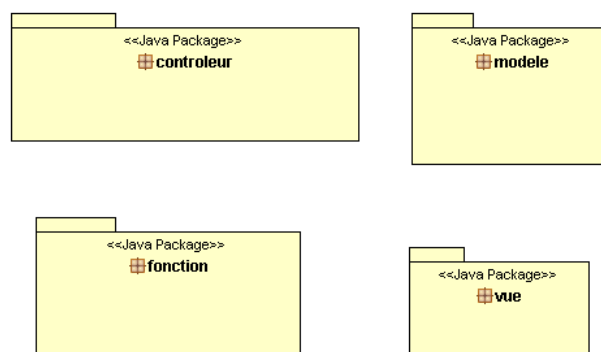 <<Java Package>>
controleur
<<Java Package>>
modele
<<Java Package>>
fonction
<<Java Package>>
vue